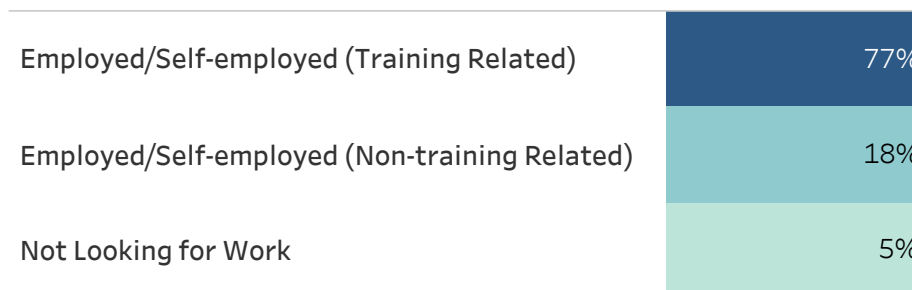 Employed/Self-employed (Training Related) 77%
Employed/Self-employed (Non-training Related) 18%
Not Looking for Work 5%